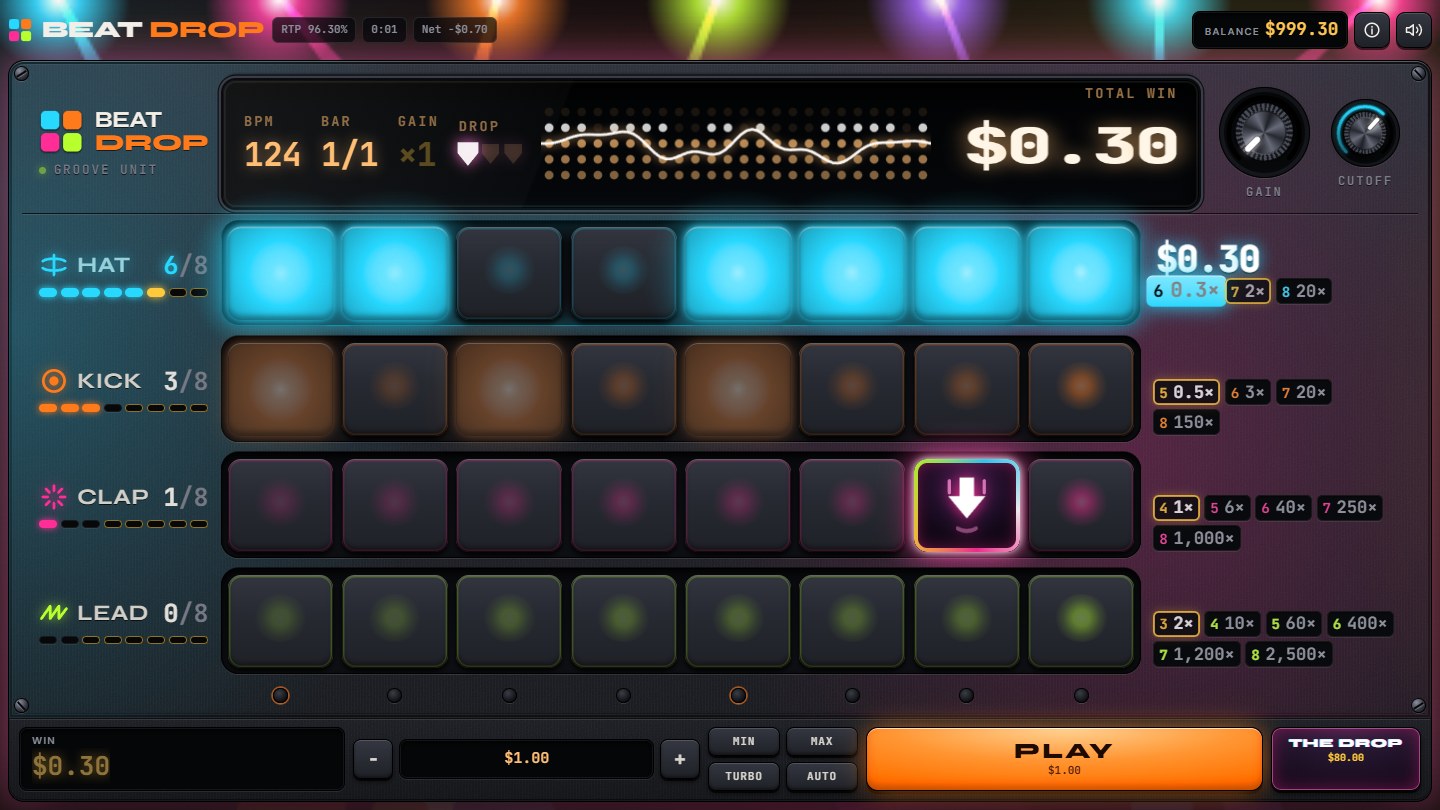 BEAT DROP
RTP 96.30%
0:01
Net -$0.70
BALANCE $999.30
BEAT
DROP
GROOVE UNIT
BPM
124
BAR
1/1
GAIN
×1
DROP
TOTAL WIN
$0.30
GAIN
CUTOFF
HAT 6/8
$0.30
6 0.3×
7 2×
8 20×
KICK 3/8
5 0.5×
6 3×
7 20×
8 150×
CLAP 1/8
4 1×
5 6×
6 40×
7 250×
8 1,000×
LEAD 0/8
3 2×
4 10×
5 60×
6 400×
7 1,200×
8 2,500×
WIN
$0.30
-
$1.00
+
MIN
MAX
TURBO
AUTO
PLAY
$1.00
THE DROP
$80.00